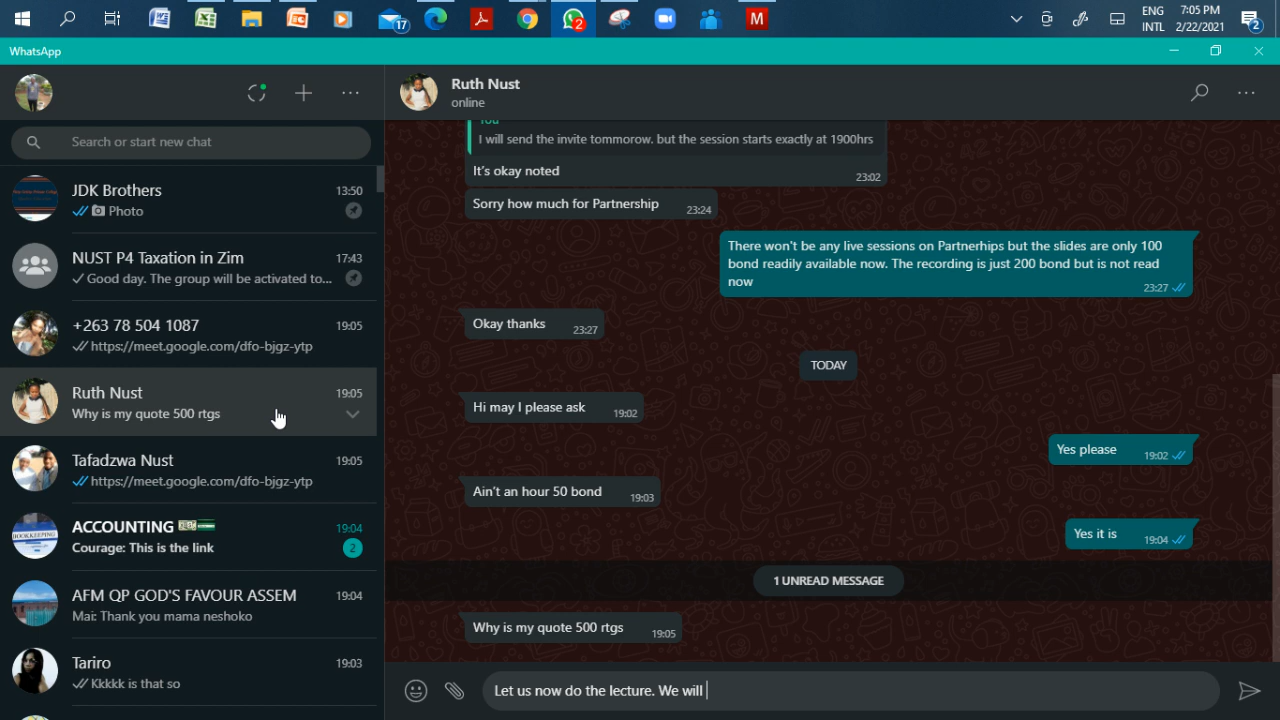 ENG
INTL
7:05 PM
2/22/2021
17
2
2
WhatsApp
Search or start new chat
JDK Brothers
13:50
Photo
NUST P4 Taxation in Zim
17:43
Good day. The group will be activated to...
+263 78 504 1087
19:05
https://meet.google.com/dfo-bjgz-ytp
Ruth Nust
19:05
Why is my quote 500 rtgs
Tafadzwa Nust
19:05
https://meet.google.com/dfo-bjgz-ytp
ACCOUNTING
19:04
Courage: This is the link
2
AFM QP GOD'S FAVOUR ASSEM
19:04
Mai: Thank you mama neshoko
Tariro
19:03
Kkkkk is that so
Ruth Nust
online
You
I will send the invite tommorow. but the session starts exactly at 1900hrs
It's okay noted
23:02
Sorry how much for Partnership
23:24
There won't be any live sessions on Partnerhips but the slides are only 100
bond readily available now. The recording is just 200 bond but is not read
now
23:27
Okay thanks
23:27
TODAY
Hi may I please ask
19:02
Yes please
19:02
Ain't an hour 50 bond
19:03
Yes it is
19:04
1 UNREAD MESSAGE
Why is my quote 500 rtgs
19:05
Let us now do the lecture. We will